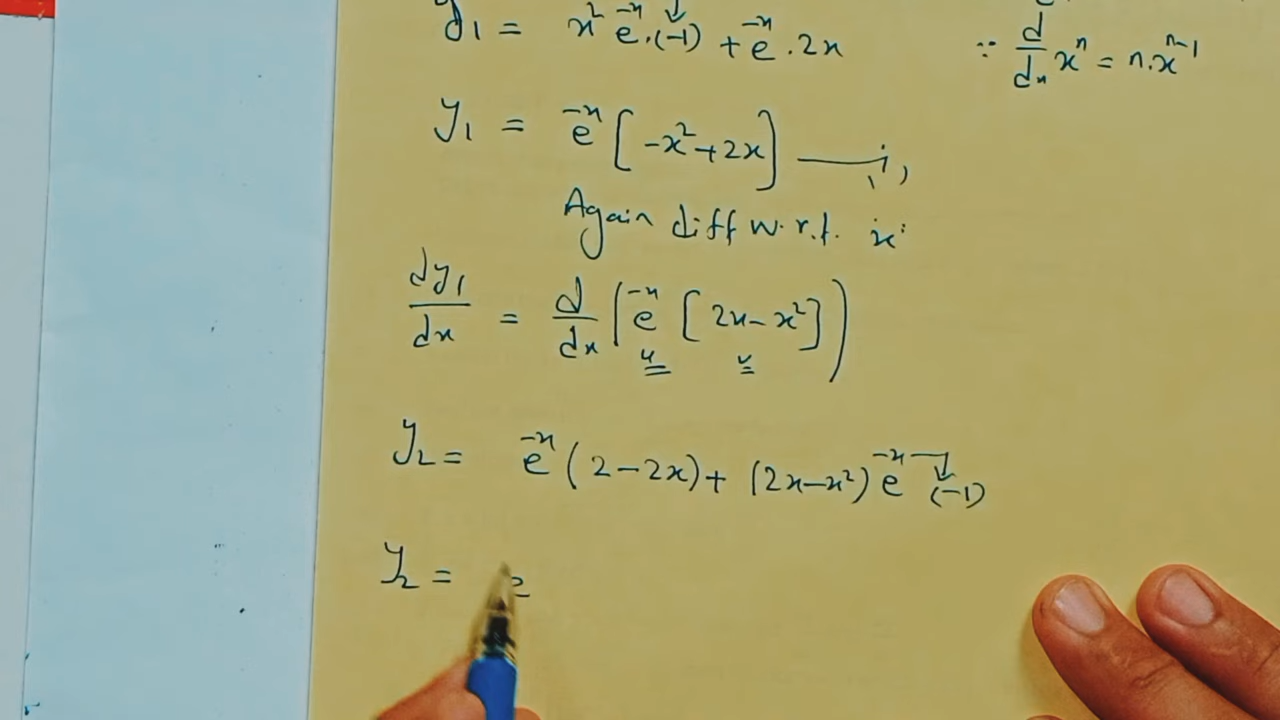 y₁ = x² e⁻ˣ.(-1) + e⁻ˣ.2x
∵ d/dx xⁿ = n.xⁿ⁻¹
y₁ = e⁻ˣ [-x²+2x] — i,
Again diff w.r.t. x:
dy₁/dx = d/dx (e⁻ˣ [2x-x²])
u v
y₂ = e⁻ˣ (2-2x) + (2x-x²) e⁻ˣ (-1)
y₂ = e